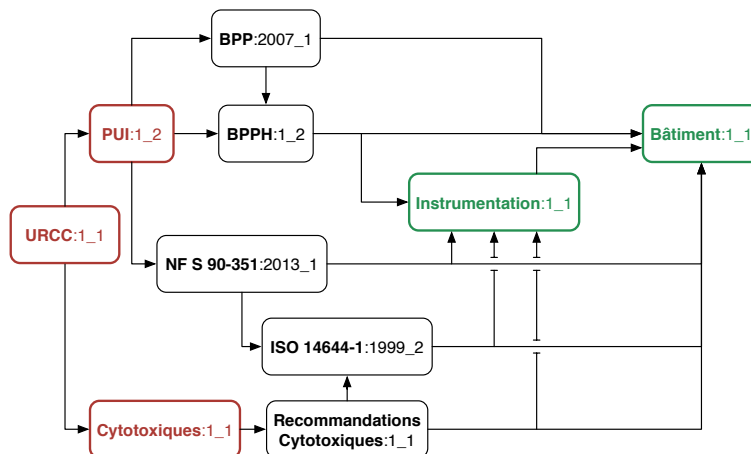 BPP:2007_1
PUI:1_2
BPPH:1_2
Bâtiment:1_1
Instrumentation:1_1
URCC:1_1
NF S 90-351:2013_1
ISO 14644-1:1999_2
Cytotoxiques:1_1
Recommandations
Cytotoxiques:1_1